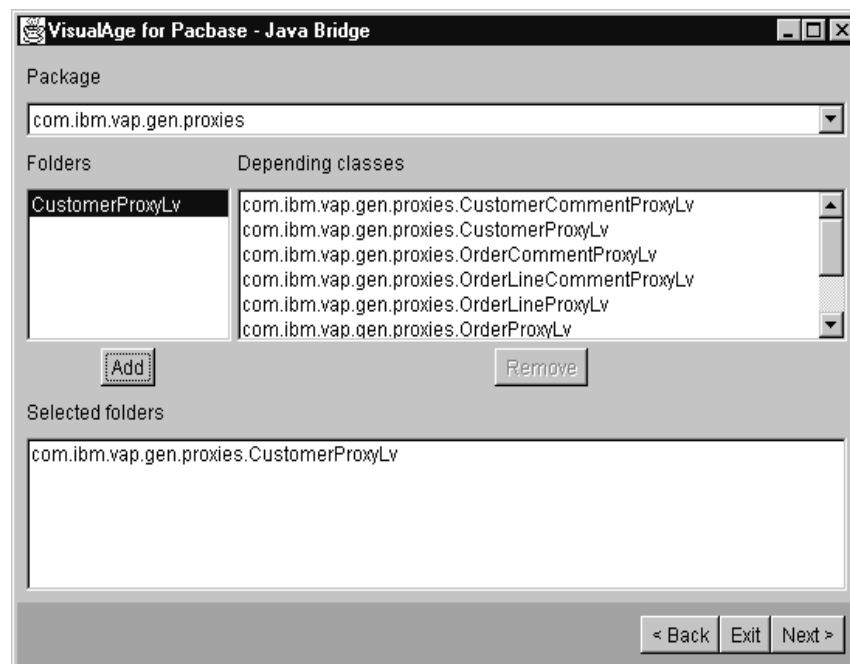 VisualAge for Pacbase - Java Bridge
Package
com.ibm.vap.gen.proxies
Folders
Depending classes
CustomerProxyLv
com.ibm.vap.gen.proxies.CustomerCommentProxyLv
com.ibm.vap.gen.proxies.CustomerProxyLv
com.ibm.vap.gen.proxies.OrderCommentProxyLv
com.ibm.vap.gen.proxies.OrderLineCommentProxyLv
com.ibm.vap.gen.proxies.OrderLineProxyLv
com.ibm.vap.gen.proxies.OrderProxyLv
Add
Remove
Selected folders
com.ibm.vap.gen.proxies.CustomerProxyLv
< Back
Exit
Next >